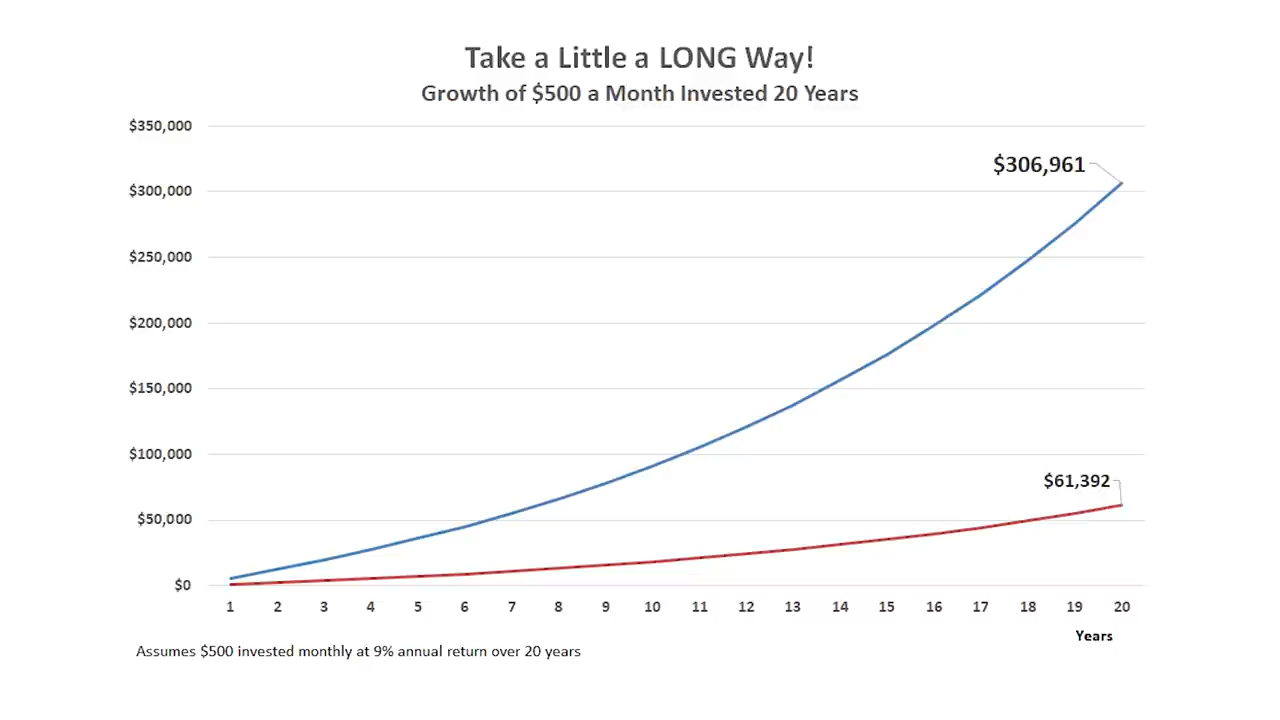 Take a Little a LONG Way!
Growth of $500 a Month Invested 20 Years
$350,000
$306,961
$300,000
$250,000
$200,000
$150,000
$100,000
$61,392
$50,000
$0
1 2 3 4 5 6 7 8 9 10 11 12 13 14 15 16 17 18 19 20
Years
Assumes $500 invested monthly at 9% annual return over 20 years